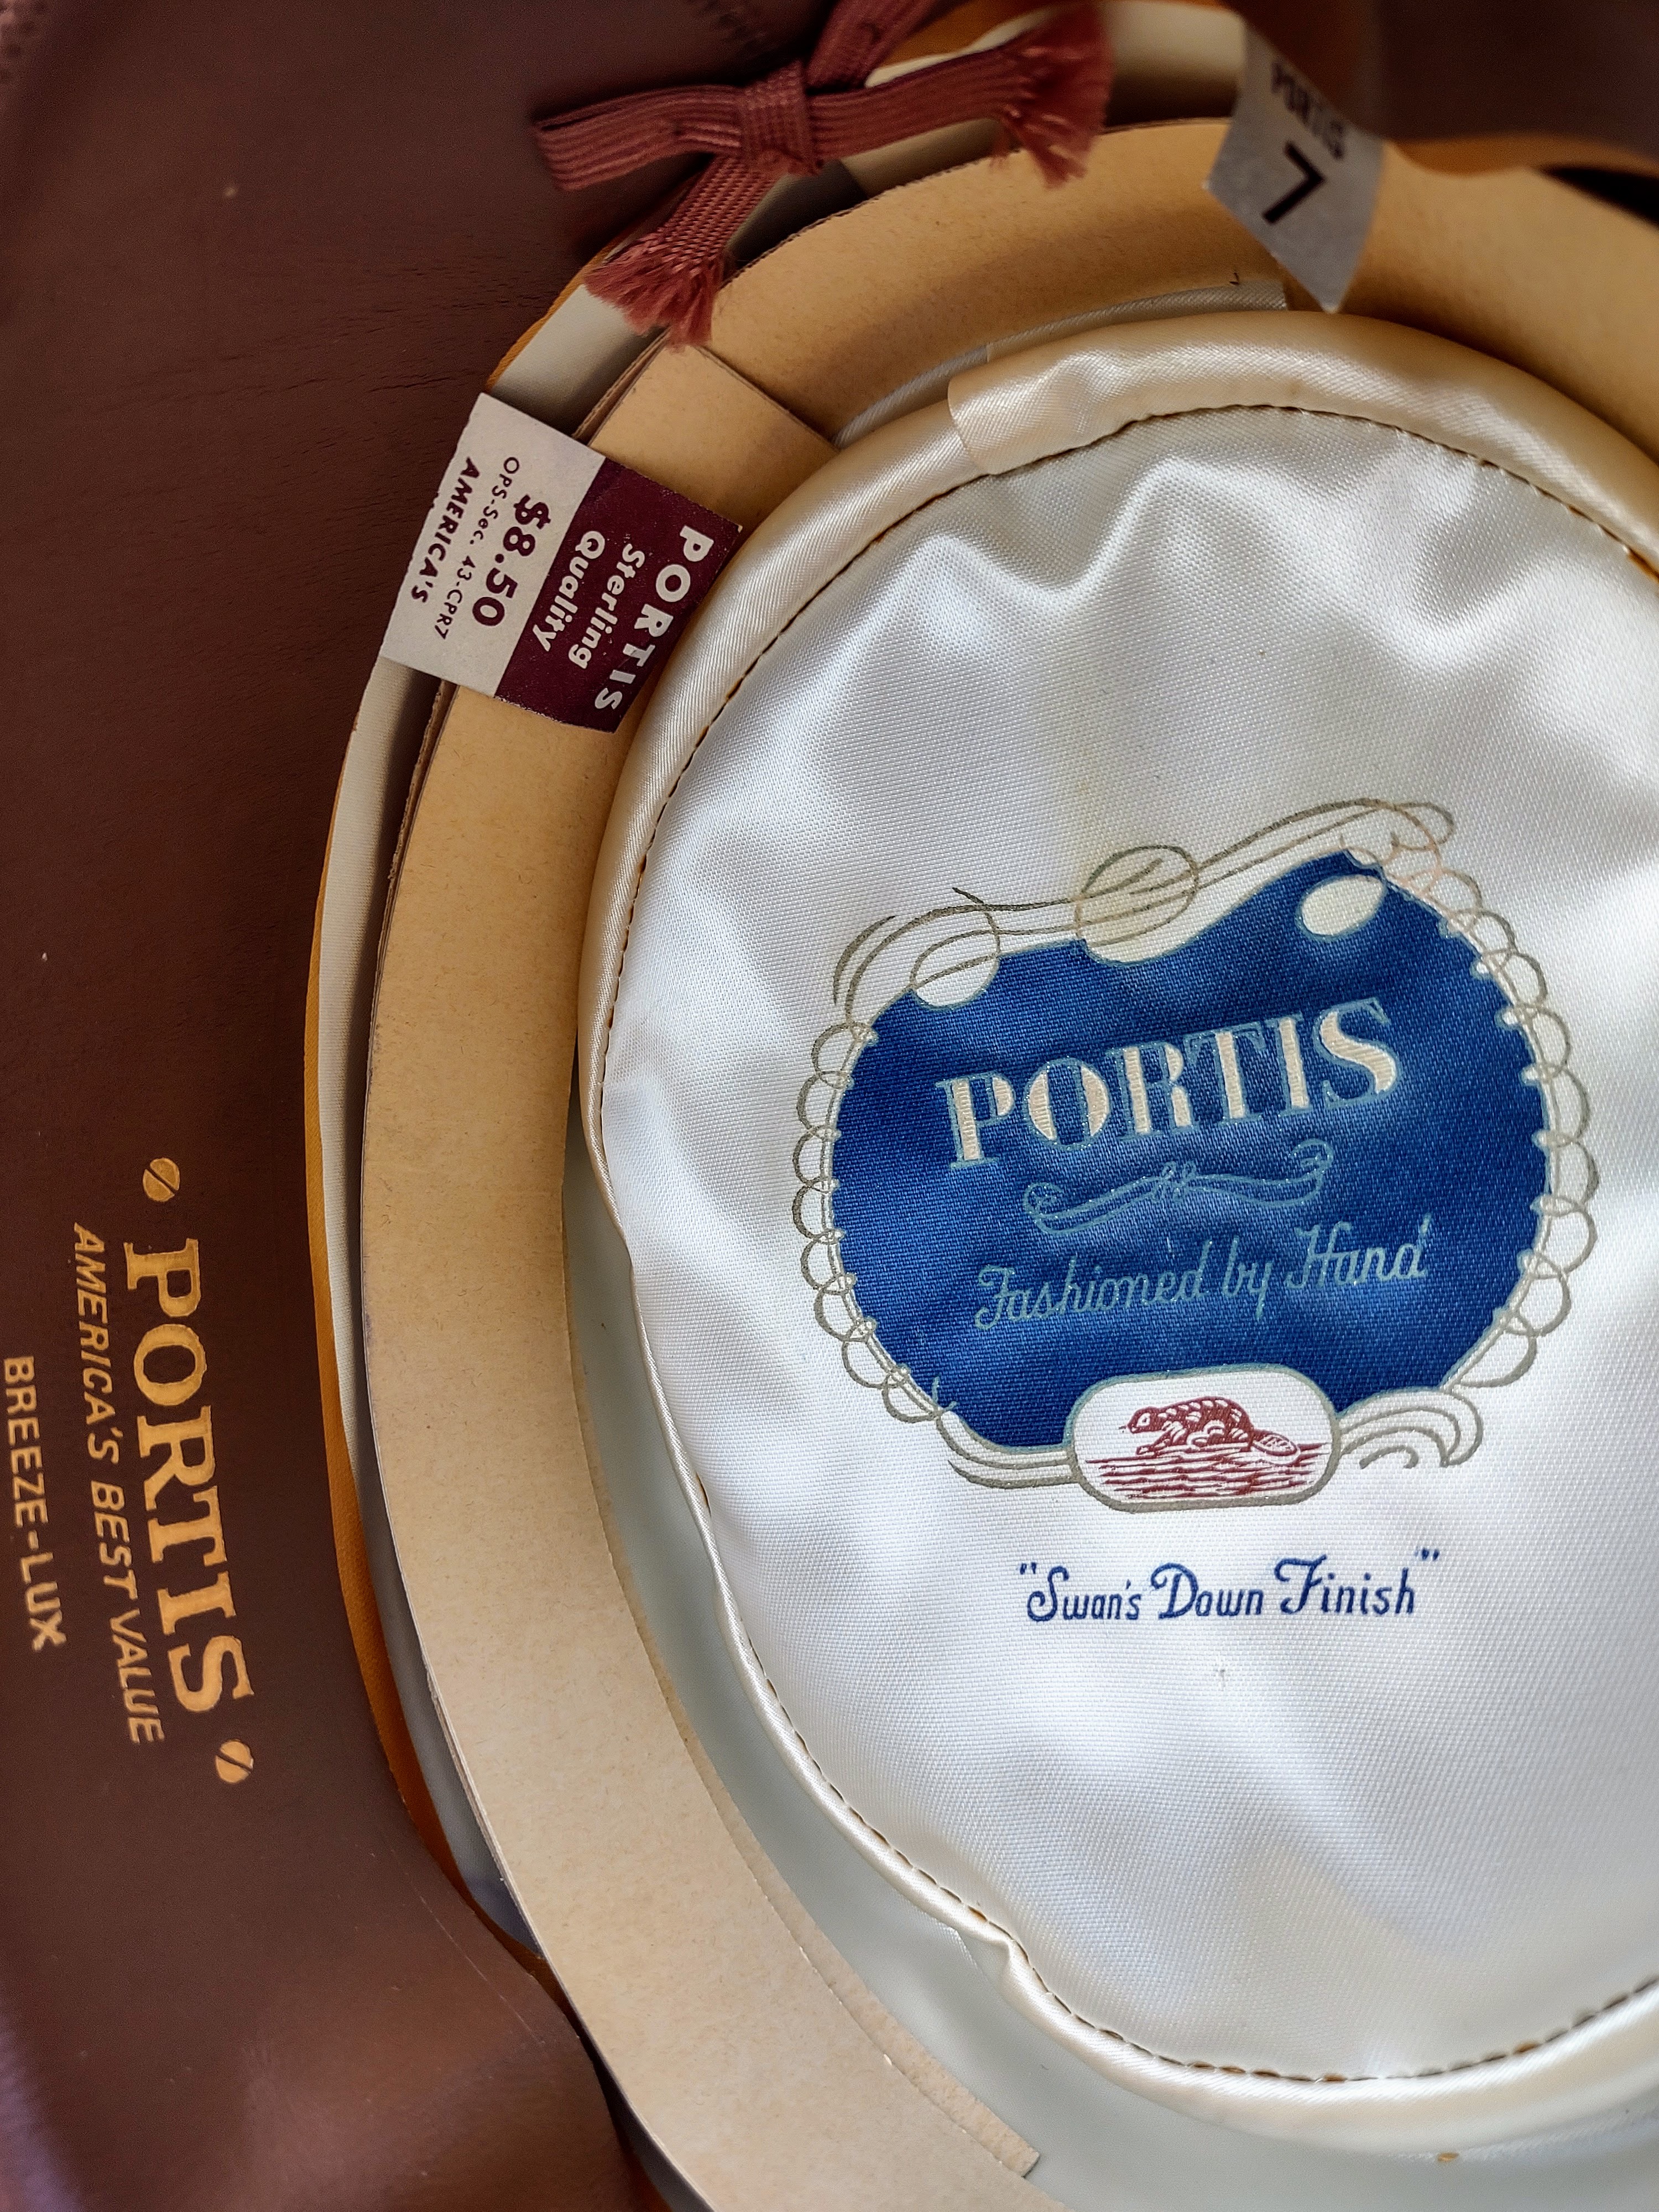 PORTIS
7
PORTIS
Sterling
Quality
$8.50
OPS-Sec. 43-CPR7
AMERICA'S
PORTIS
Fashioned by Hand
"Swan's Down Finish"
PORTIS
AMERICA'S BEST VALUE
BREEZE-LUX